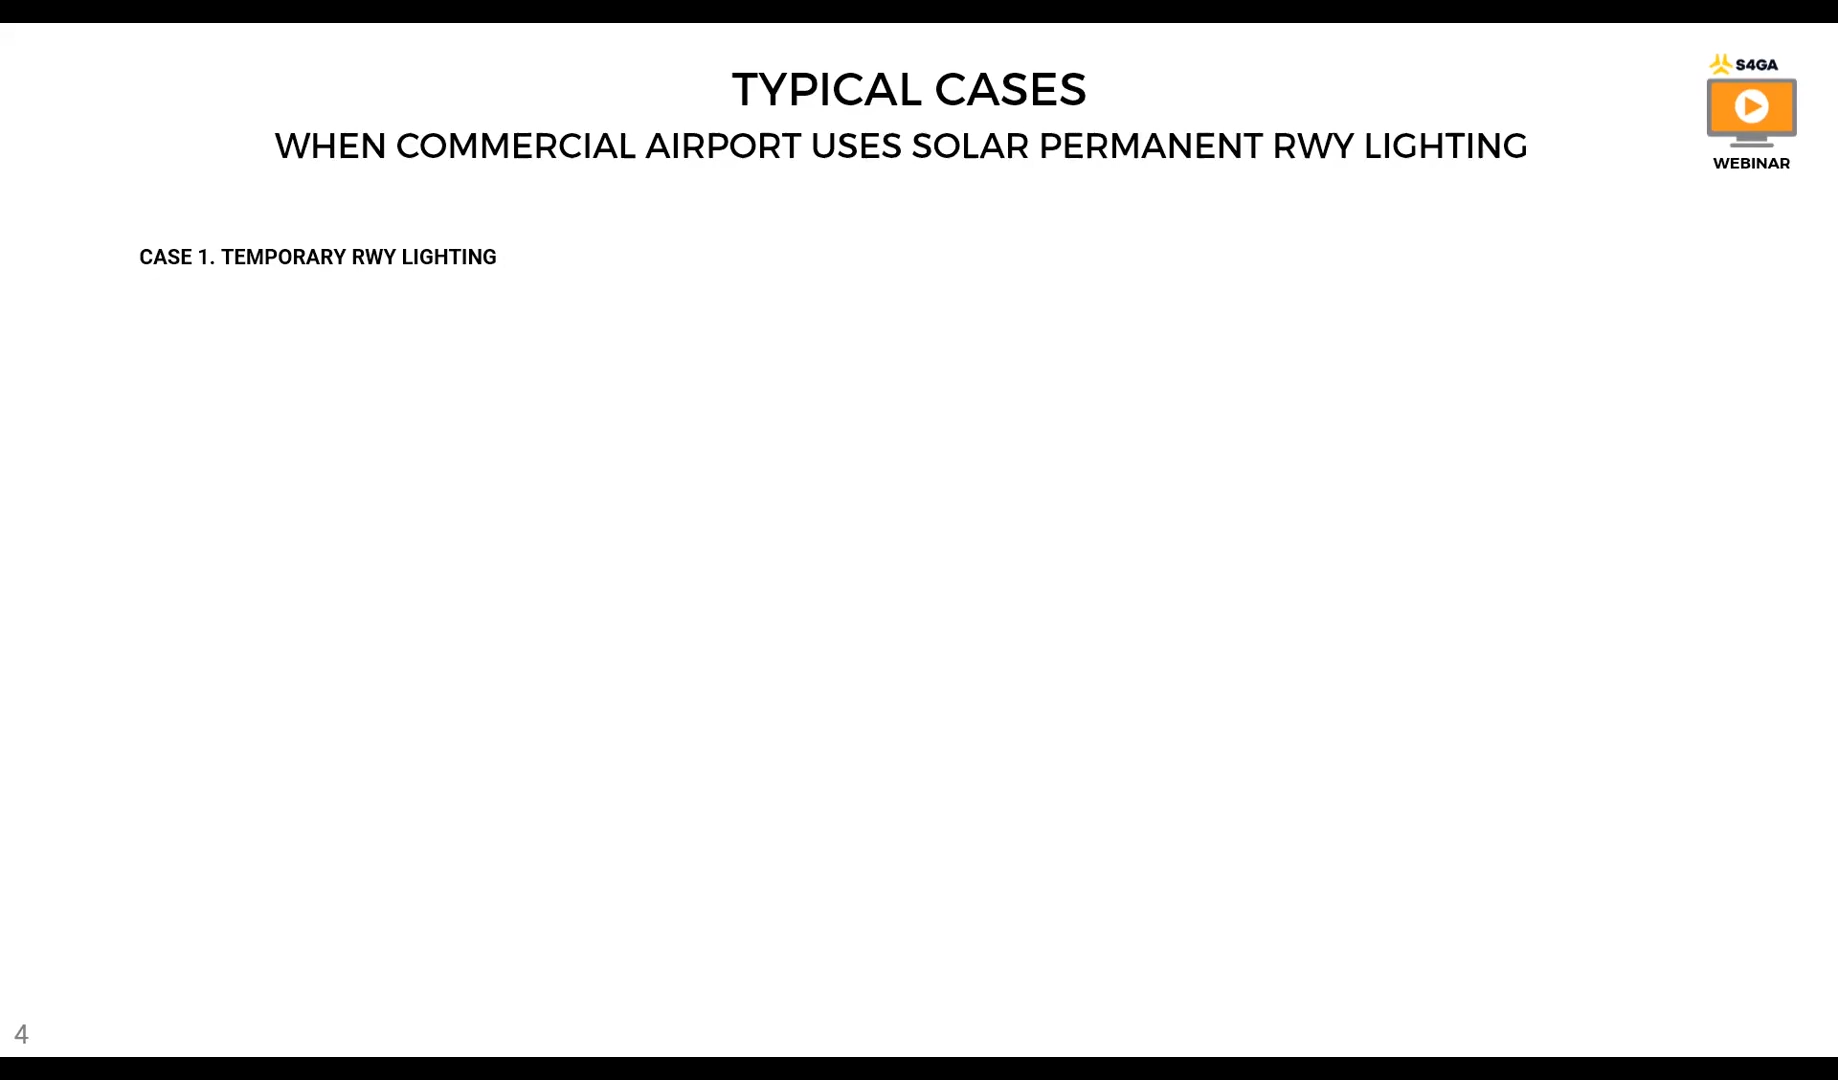 TYPICAL CASES
WHEN COMMERCIAL AIRPORT USES SOLAR PERMANENT RWY LIGHTING
S4GA
WEBINAR
CASE 1. TEMPORARY RWY LIGHTING
4